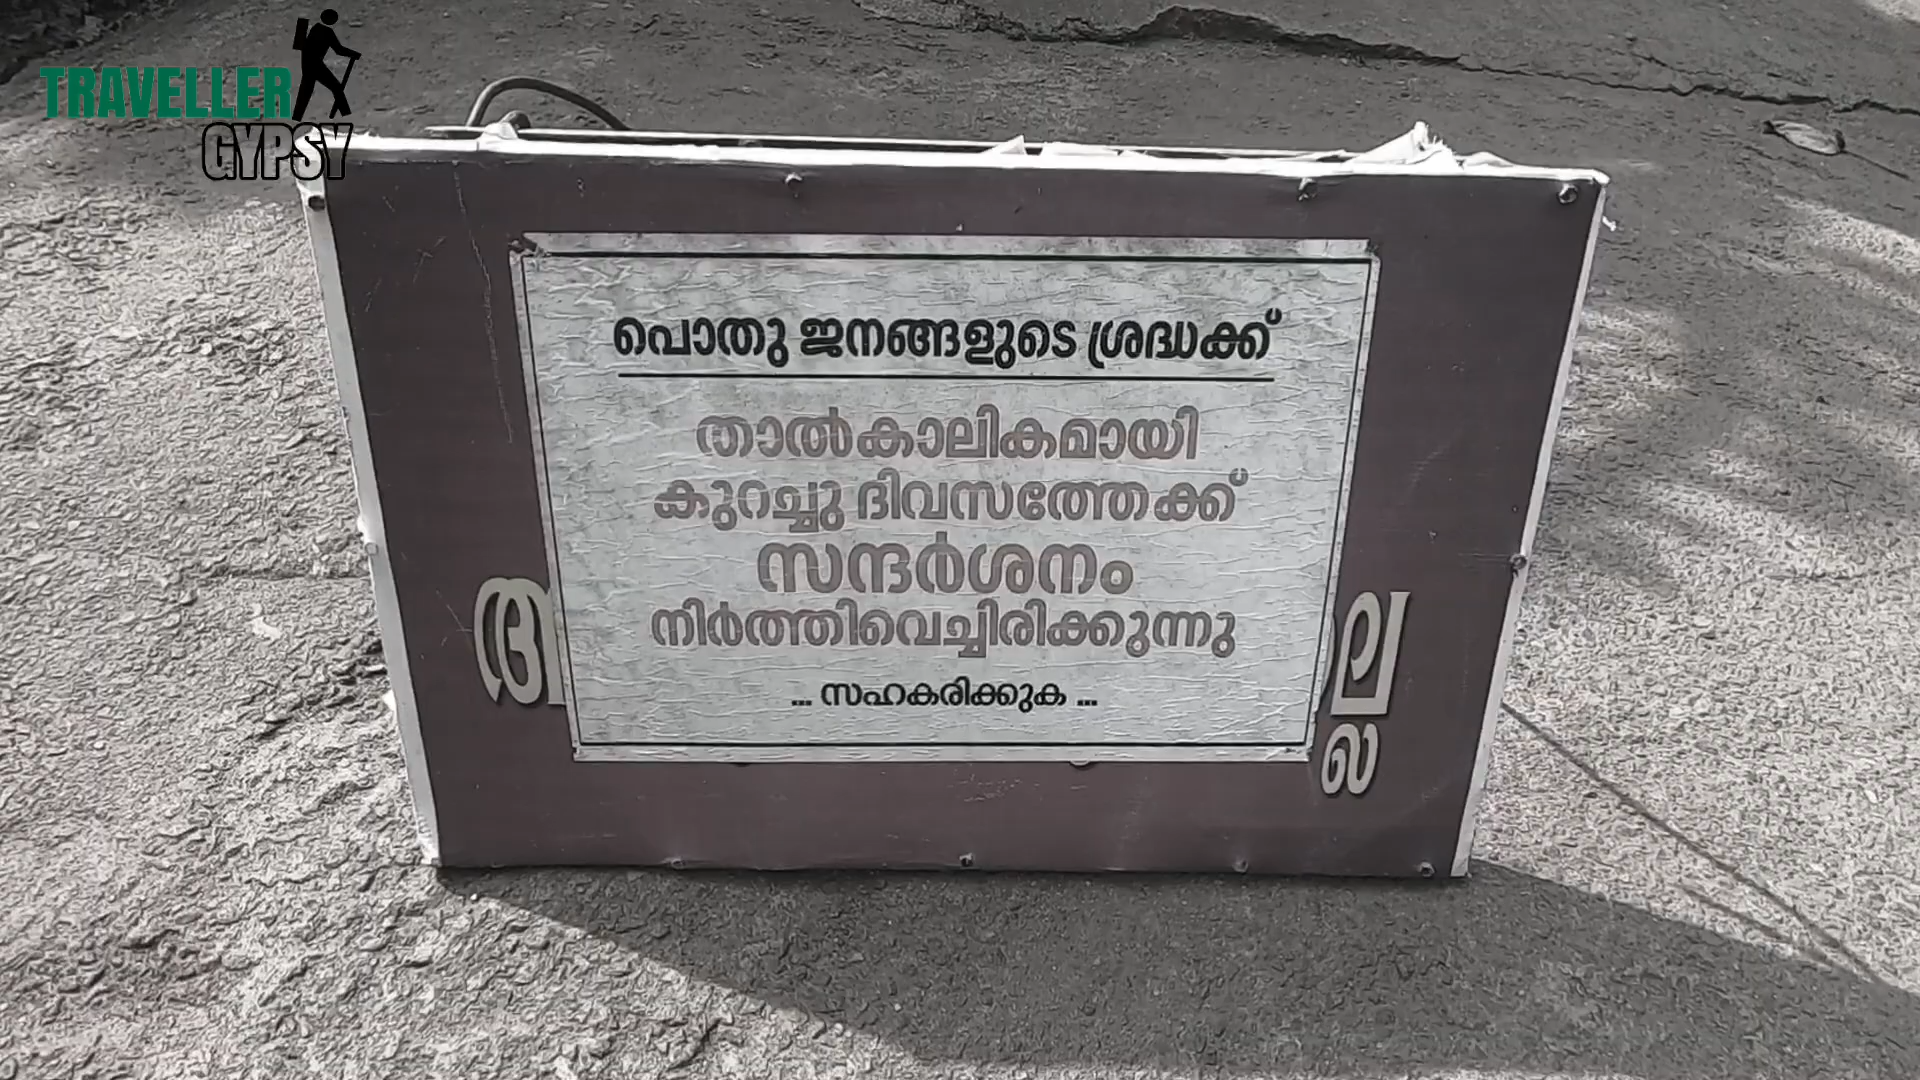 TRAVELLER
GYPSY
പൊതു ജനങ്ങളുടെ ശ്രദ്ധക്ക്
താൽകാലികമായി
കുറച്ചു ദിവസത്തേക്ക്
സന്ദർശനം
നിർത്തിവെച്ചിരിക്കുന്നു
... സഹകരിക്കുക ...